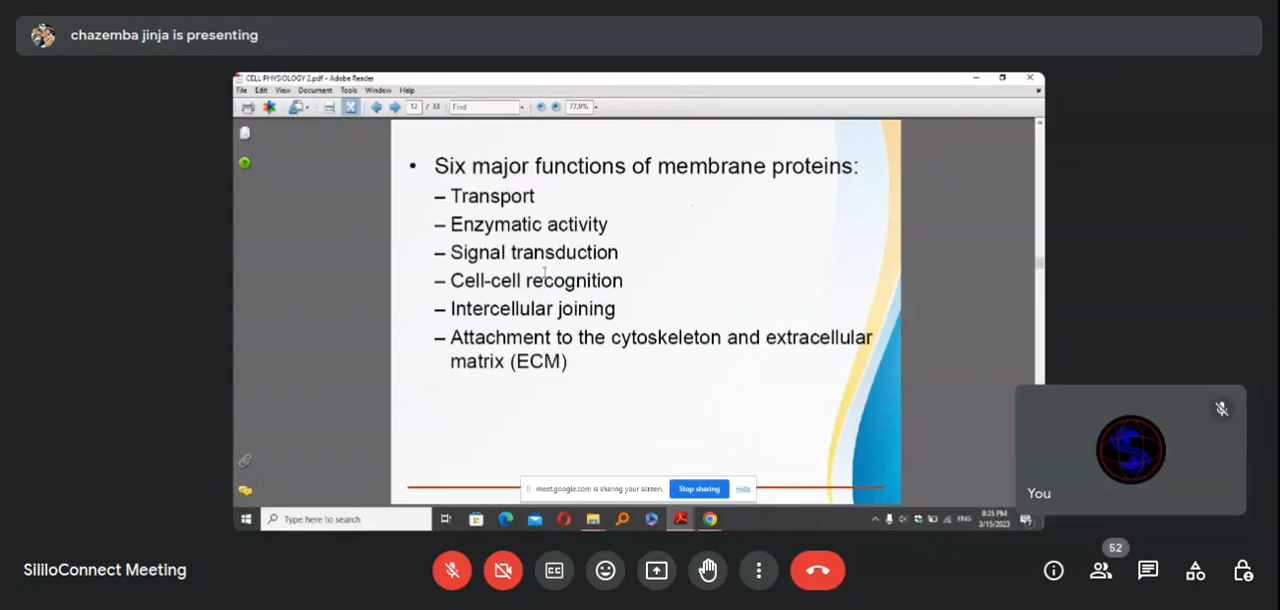 chazemba jinja is presenting
CELL PHYSIOLOGY 2.pdf - Adobe Reader
File Edit View Document Tools Window Help
12 / 33 Find 77.9%
• Six major functions of membrane proteins:
– Transport
– Enzymatic activity
– Signal transduction
– Cell-cell recognition
– Intercellular joining
– Attachment to the cytoskeleton and extracellular
matrix (ECM)
You
meet.google.com is sharing your screen. Stop sharing Hide
Type here to search
ENG
8:25 PM
3/15/2023
52
SililoConnect Meeting